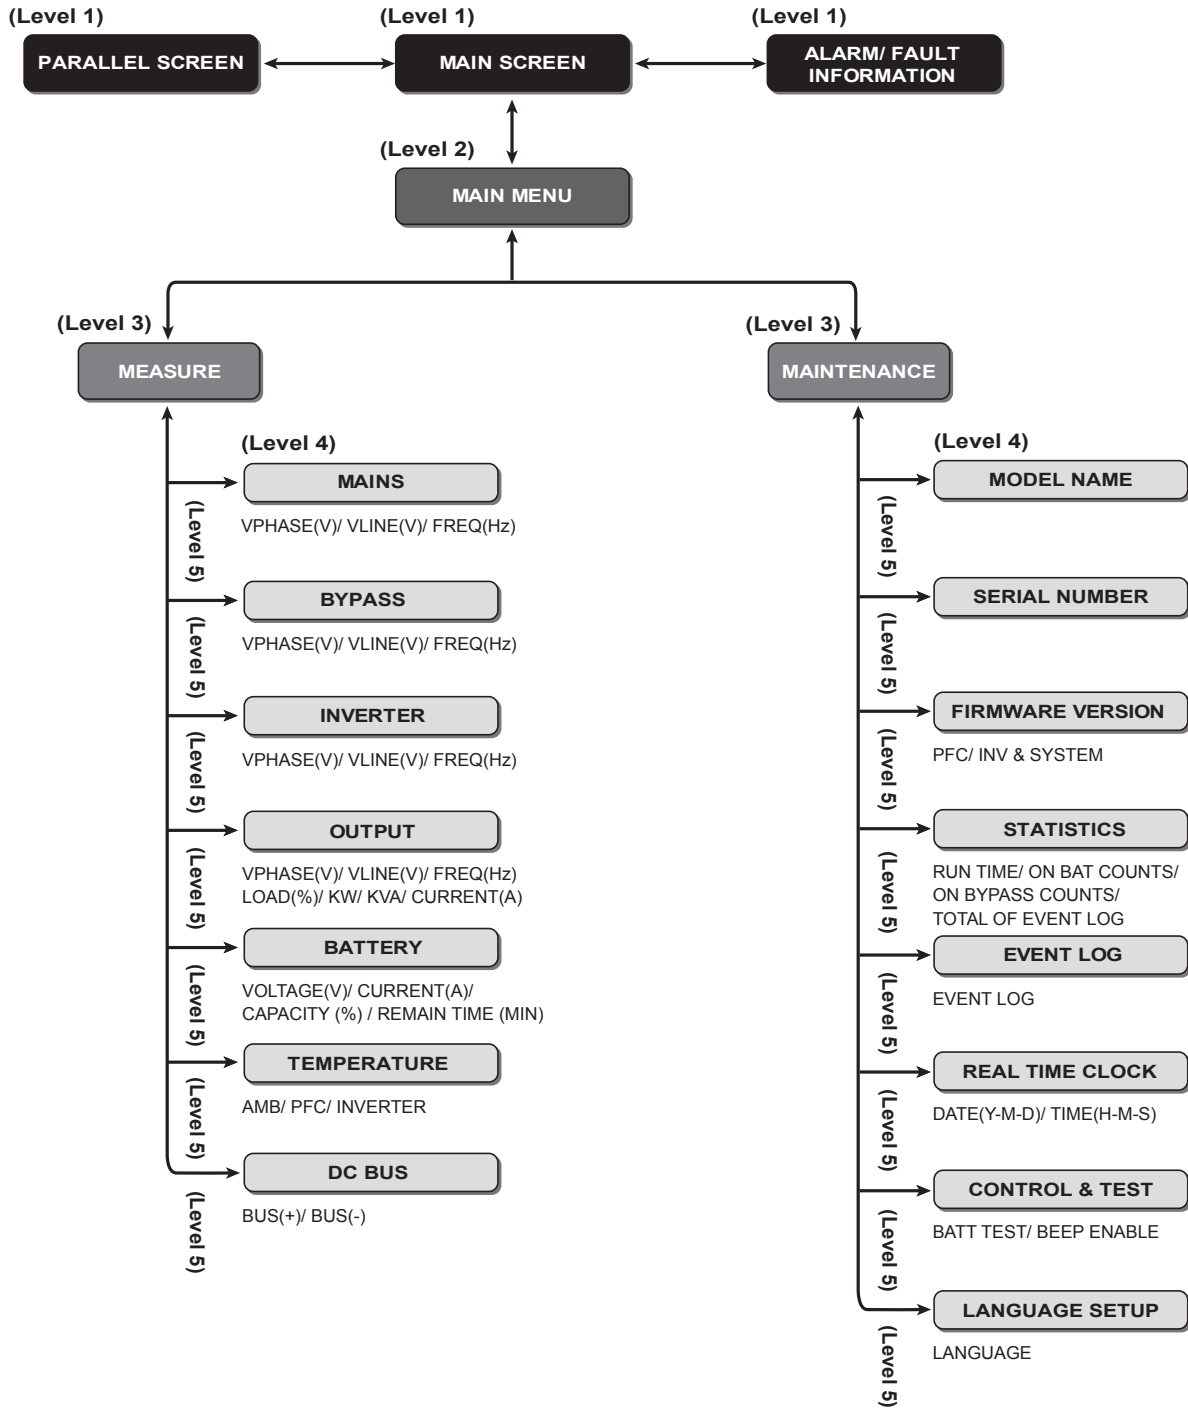 (Level 1)
PARALLEL SCREEN
(Level 1)
MAIN SCREEN
(Level 1)
ALARM/ FAULT
INFORMATION
(Level 2)
MAIN MENU
(Level 3)
MEASURE
(Level 4)
MAINS
(Level 5)
VPHASE(V)/ VLINE(V)/ FREQ(Hz)
BYPASS
(Level 5)
VPHASE(V)/ VLINE(V)/ FREQ(Hz)
INVERTER
(Level 5)
VPHASE(V)/ VLINE(V)/ FREQ(Hz)
OUTPUT
(Level 5)
VPHASE(V)/ VLINE(V)/ FREQ(Hz)
LOAD(%)/ KW/ KVA/ CURRENT(A)
BATTERY
(Level 5)
VOLTAGE(V)/ CURRENT(A)/
CAPACITY (%) / REMAIN TIME (MIN)
TEMPERATURE
(Level 5)
AMB/ PFC/ INVERTER
DC BUS
(Level 5)
BUS(+)/ BUS(-)
(Level 3)
MAINTENANCE
(Level 4)
MODEL NAME
(Level 5)
SERIAL NUMBER
(Level 5)
FIRMWARE VERSION
(Level 5)
PFC/ INV & SYSTEM
STATISTICS
(Level 5)
RUN TIME/ ON BAT COUNTS/
ON BYPASS COUNTS/
TOTAL OF EVENT LOG
EVENT LOG
(Level 5)
EVENT LOG
REAL TIME CLOCK
(Level 5)
DATE(Y-M-D)/ TIME(H-M-S)
CONTROL & TEST
(Level 5)
BATT TEST/ BEEP ENABLE
LANGUAGE SETUP
(Level 5)
LANGUAGE